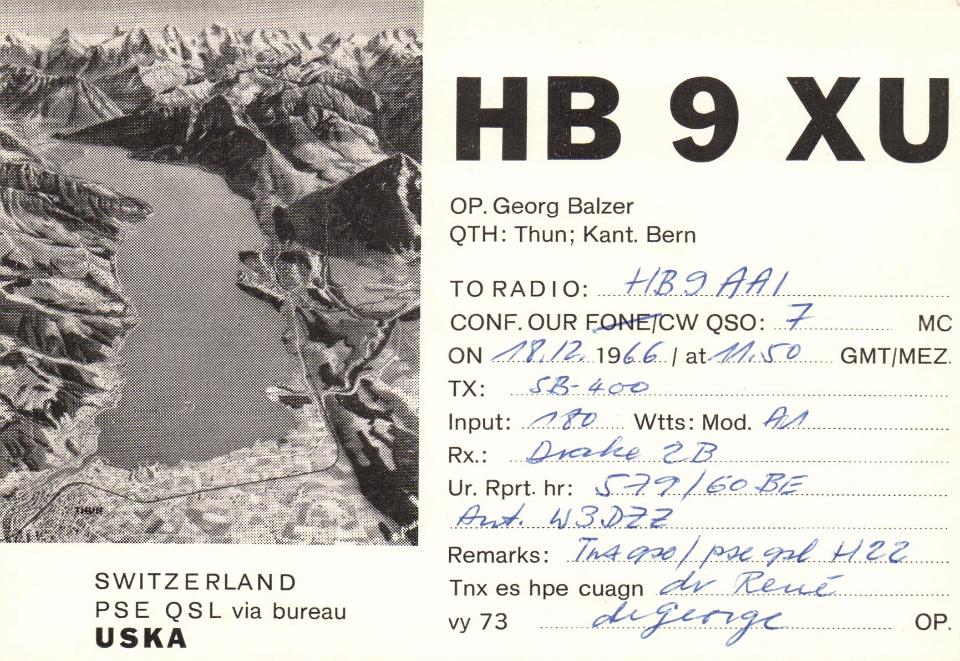 THUN
SWITZERLAND
PSE QSL via bureau
USKA
HB 9 XU
OP. Georg Balzer
QTH: Thun; Kant. Bern
TO RADIO: HB9AAI
CONF. OUR FONE/CW QSO: 7 MC
ON 18.12. 1966 / at 11.50 GMT/MEZ.
TX: SB-400
Input: 180 Wtts: Mod. A1
Rx.: Drake 2B
Ur. Rprt. hr: 579/60 BE
Ant. W3DZZ
Remarks: Tnx qso/pse qsl H22
Tnx es hpe cuagn dr René
vy 73 de George OP.